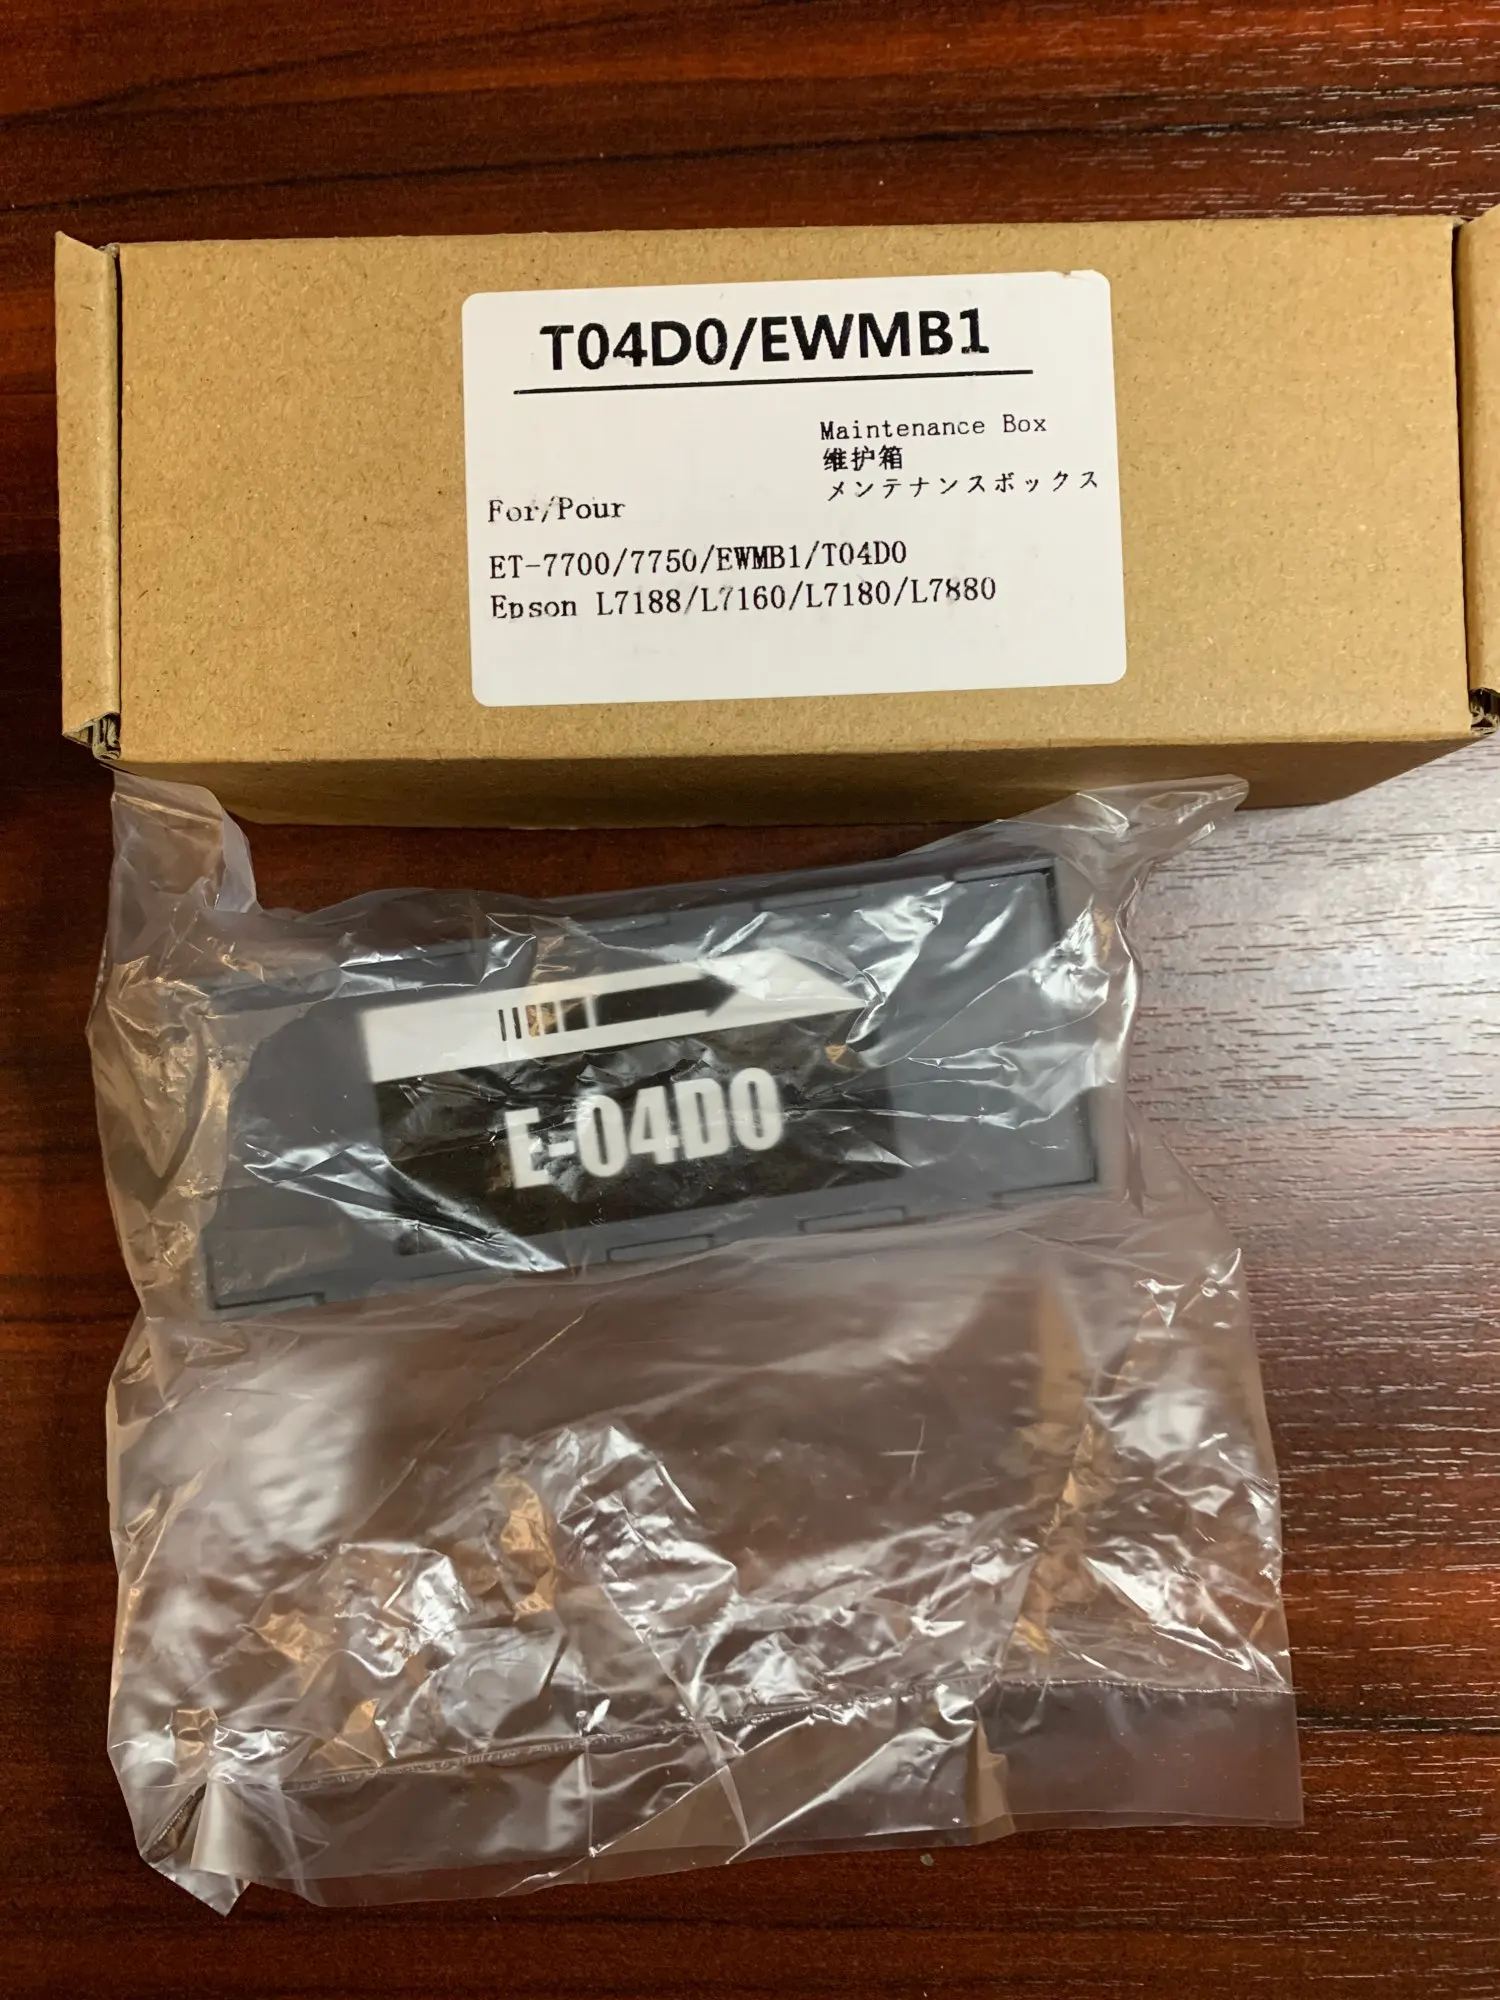 T04D0/EWMB1
Maintenance Box
维护箱
メンテナンスボックス
For/Pour
ET-7700/7750/EWMB1/T04D0
Epson L7188/L7160/L7180/L7880
E-04D0